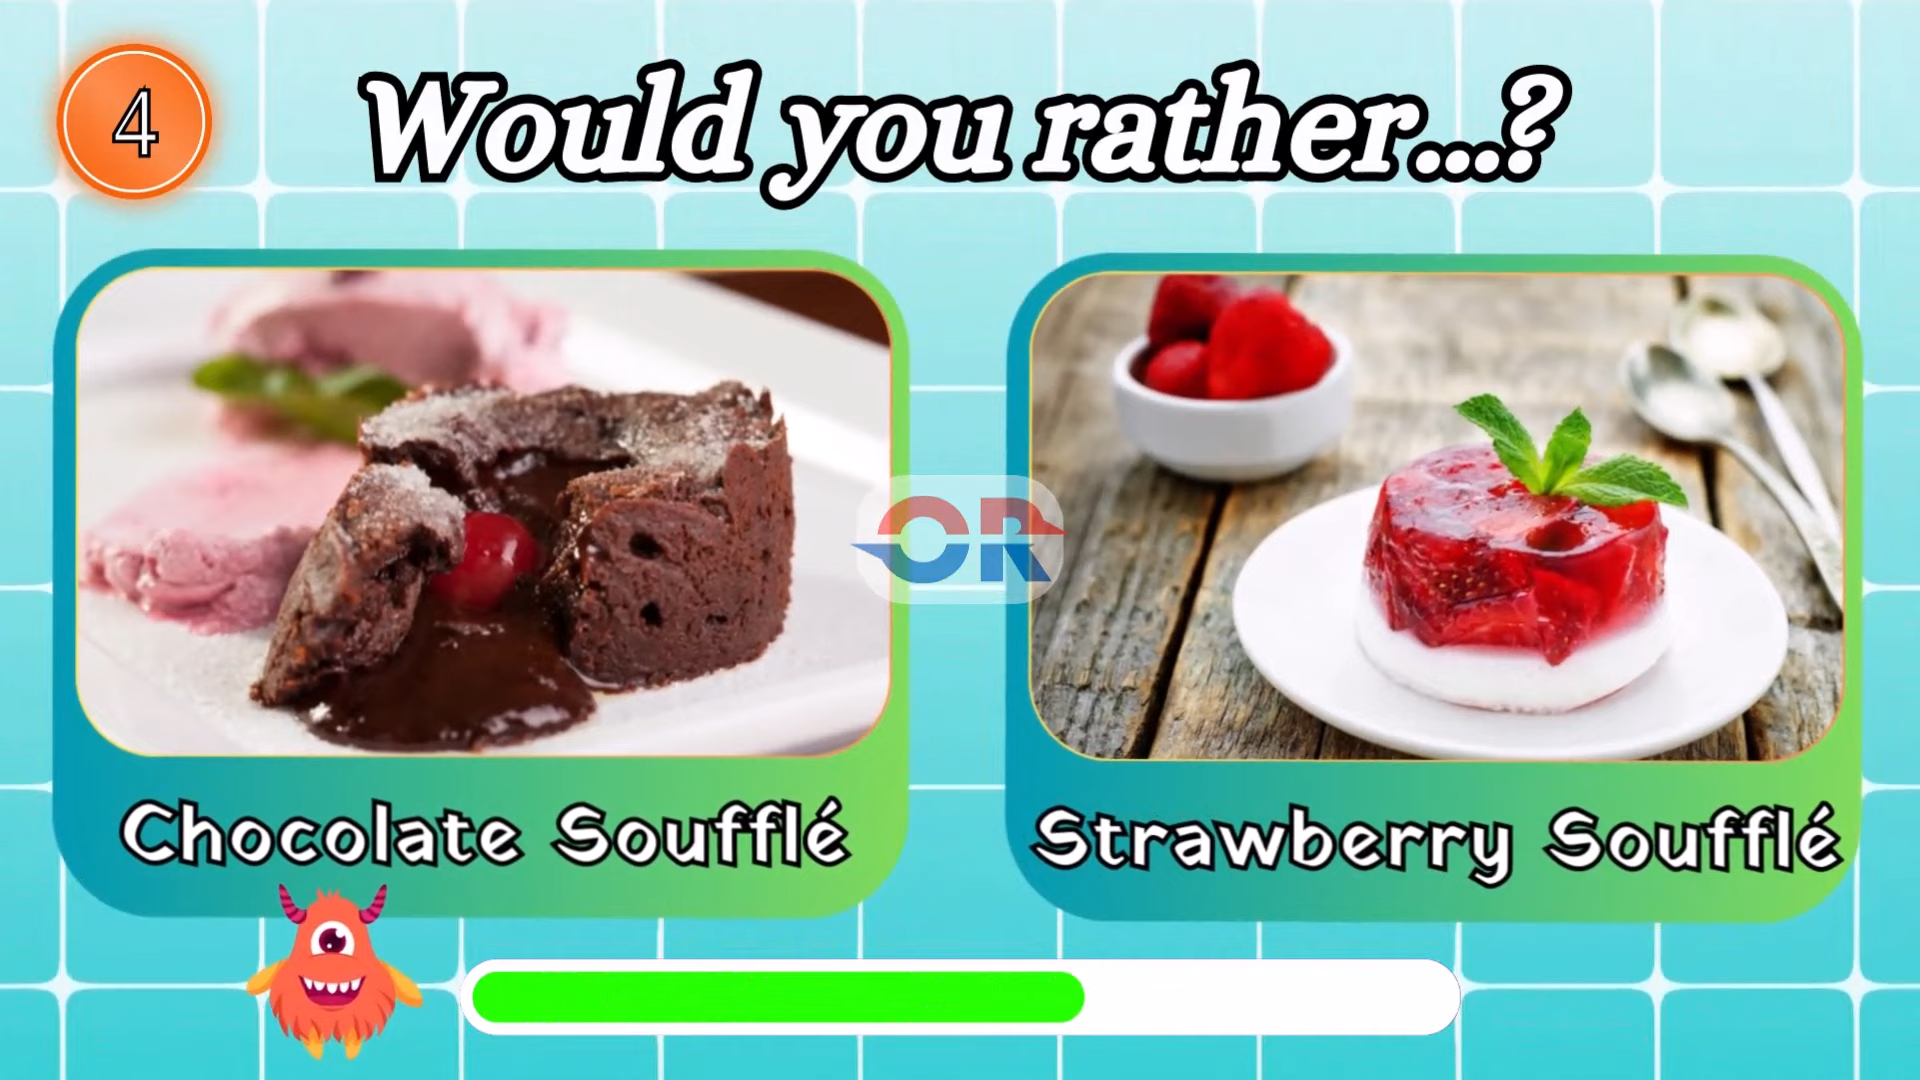 4
Would you rather...?
OR
Chocolate Soufflé
Strawberry Soufflé